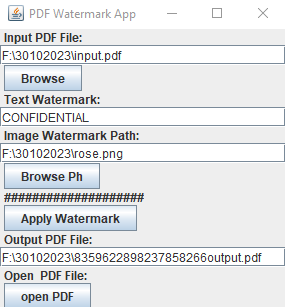 PDF Watermark App
Input PDF File:
F:\30102023\input.pdf
Browse
Text Watermark:
CONFIDENTIAL
Image Watermark Path:
F:\30102023\rose.png
Browse Ph
####################
Apply Watermark
Output PDF File:
F:\30102023\8359622898237858266output.pdf
Open  PDF File:
open PDF